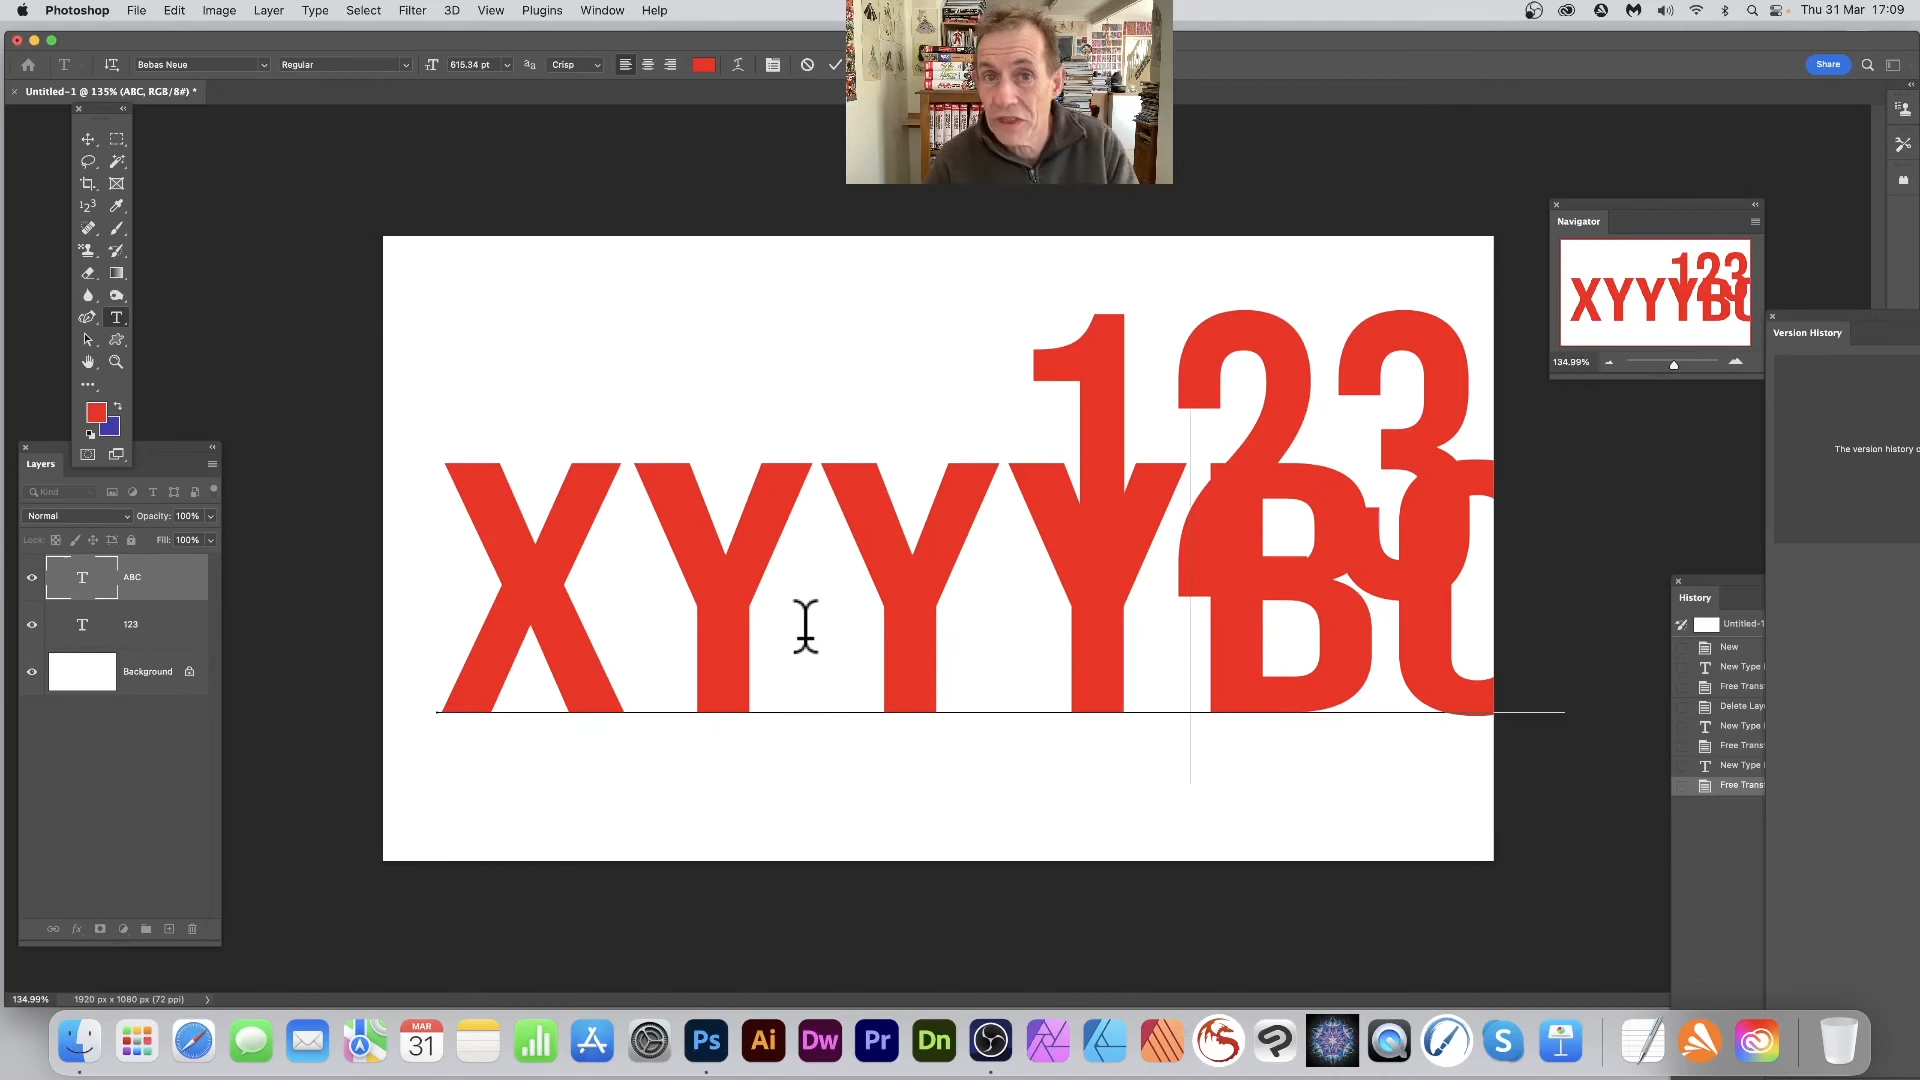 Photoshop File Edit Image Layer Type Select Filter 3D View Plugins Window Help Thu 31 Mar 17:09
T Bebas Neue Regular 615.34 pt Crisp Share
Untitled-1 @ 135% (ABC, RGB/8#) *
Navigator
123
XYYYBC
134.99%
123
XYYYBC
Version History
The version history o
Layers
Kind
Normal Opacity: 100%
Lock: Fill: 100%
T ABC
T 123
Background
History
Untitled-1
New
New Type
Free Trans
Delete Lay
New Type
Free Trans
New Type
Free Trans
134.99% 1920 px x 1080 px (72 ppi)
MAR
31
Ps Ai Dw Pr Dn